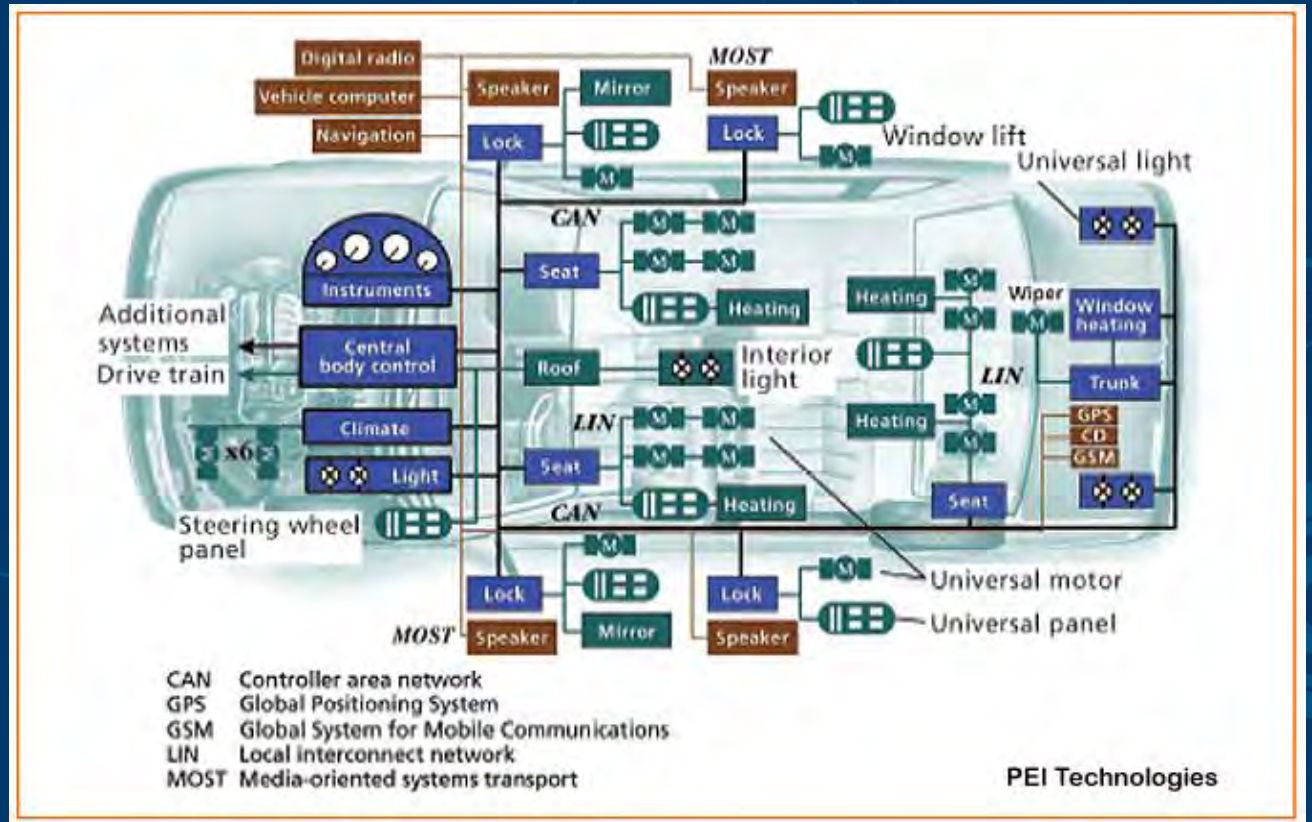 Digital radio
MOST
Speaker
Mirror
Speaker
Vehicle computer
Navigation
Lock
Lock
Window lift
M
M
Universal light
CAN
M M
Seat
M M
Instruments
Heating
Heating
M
Wiper
M
M
Window
heating
Additional
systems
Central
body control
Drive train
Roof
Interior
light
LIN
Trunk
LIN
M M
Heating
M
GPS
Climate
CD
x6
M
GSM
Seat
M M
Light
CAN
Heating
Seat
Steering wheel
panel
M
M
Universal motor
Lock
Lock
MOST
Speaker
Mirror
Speaker
Universal panel
CAN Controller area network
GPS Global Positioning System
GSM Global System for Mobile Communications
LIN Local interconnect network
MOST Media-oriented systems transport
PEI Technologies